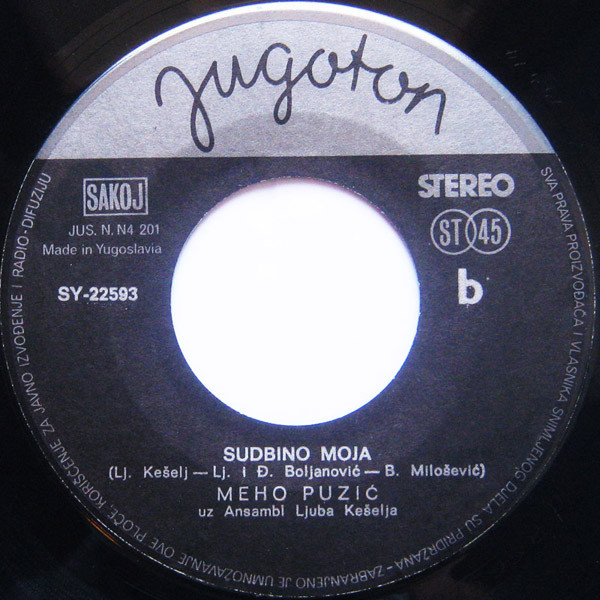 jugoton
SAKOJ
JUS. N. N4 201
Made in Yugoslavia
SY-22593
STEREO
ST 45
b
SUDBINO MOJA
(Lj. Kešelj — Lj. i Đ. Boljanović — B. Milošević)
MEHO PUZIĆ
uz Ansambl Ljuba Kešelja
SVA PRAVA PROIZVOĐAČA I VLASNIKA SNIMLJENOG DJELA SU PRIDRŽANA - ZABRANJENO JE UMNOŽAVANJE OVE PLOČE, KORIŠĆENJE ZA JAVNO IZVOĐENJE I RADIO-DIFUZIJU